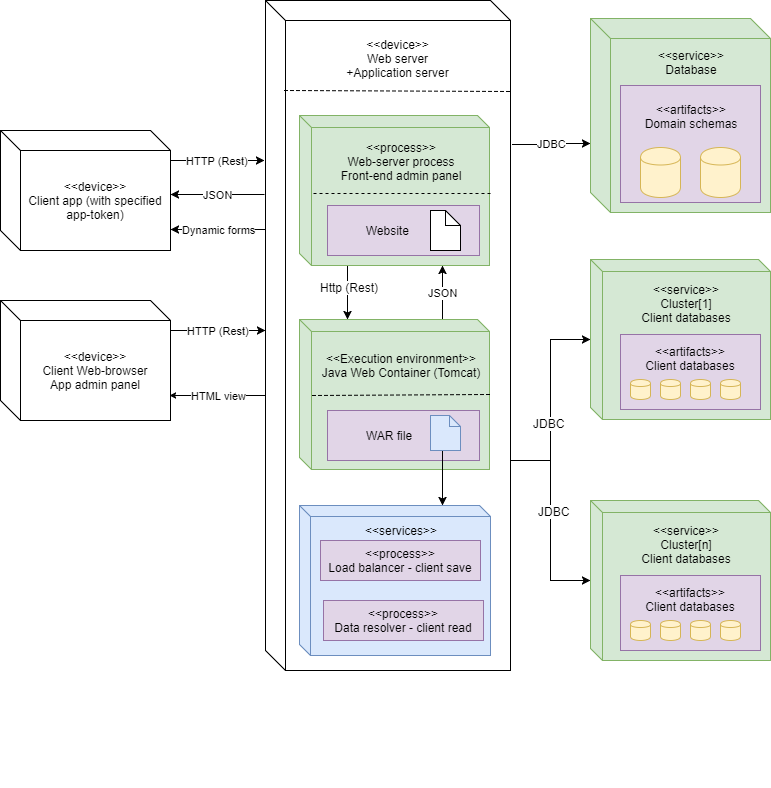 <<device>>
Web server
+Application server
<<process>>
Web-server process
Front-end admin panel
Website
Http (Rest)
JSON
<<Execution environment>>
Java Web Container (Tomcat)
WAR file
<<services>>
<<process>>
Load balancer - client save
<<process>>
Data resolver - client read
<<device>>
Client app (with specified
app-token)
HTTP (Rest)
JSON
Dynamic forms
<<device>>
Client Web-browser
App admin panel
HTTP (Rest)
HTML view
JDBC
<<service>>
Database
<<artifacts>>
Domain schemas
JDBC
<<service>>
Cluster[1]
Client databases
<<artifacts>>
Client databases
JDBC
<<service>>
Cluster[n]
Client databases
<<artifacts>>
Client databases